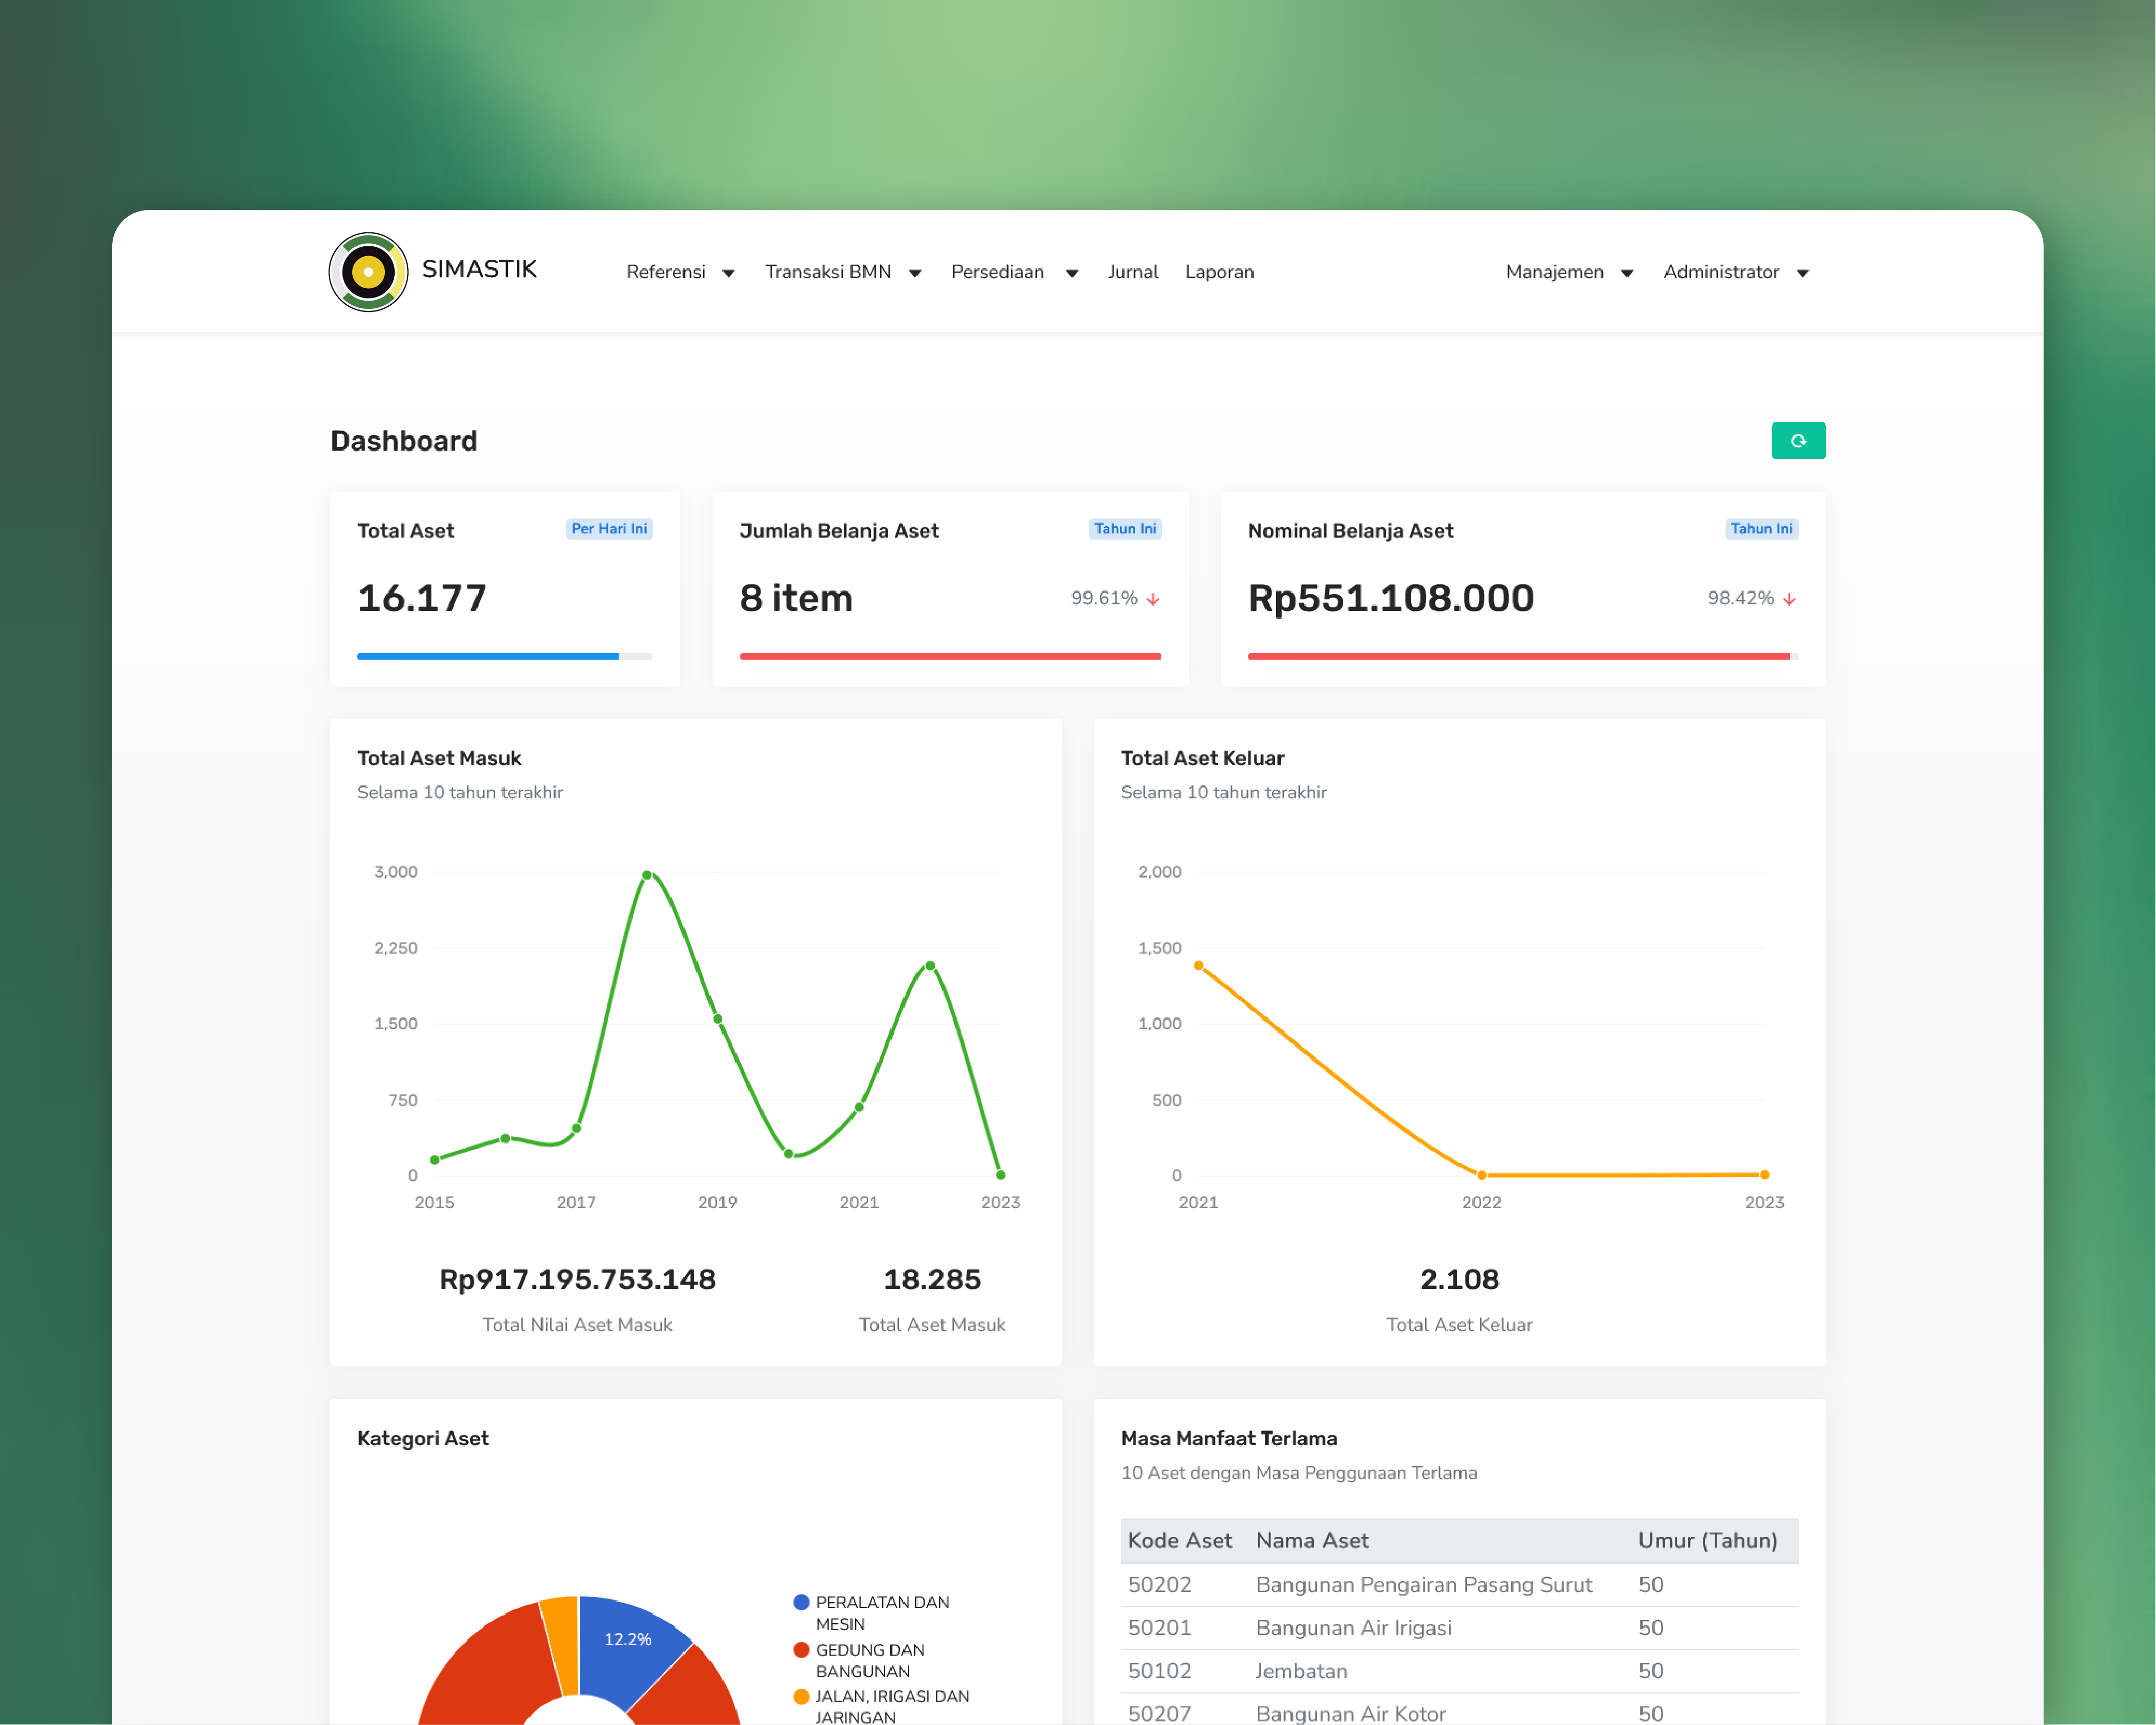 SIMASTIK
Referensi
Transaksi BMN
Persediaan
Jurnal
Laporan
Manajemen
Administrator
Dashboard
Total Aset
Per Hari Ini
16.177
Jumlah Belanja Aset
Tahun Ini
8 item
99.61%
Nominal Belanja Aset
Tahun Ini
Rp551.108.000
98.42%
Total Aset Masuk
Selama 10 tahun terakhir
3,000
2,250
1,500
750
0
2015 2017 2019 2021 2023
Rp917.195.753.148
Total Nilai Aset Masuk
18.285
Total Aset Masuk
Total Aset Keluar
Selama 10 tahun terakhir
2,000
1,500
1,000
500
0
2021 2022 2023
2.108
Total Aset Keluar
Kategori Aset
12.2%
PERALATAN DAN
MESIN
GEDUNG DAN
BANGUNAN
JALAN, IRIGASI DAN
JARINGAN
Masa Manfaat Terlama
10 Aset dengan Masa Penggunaan Terlama
Kode Aset Nama Aset Umur (Tahun)
50202 Bangunan Pengairan Pasang Surut 50
50201 Bangunan Air Irigasi 50
50102 Jembatan 50
50207 Bangunan Air Kotor 50